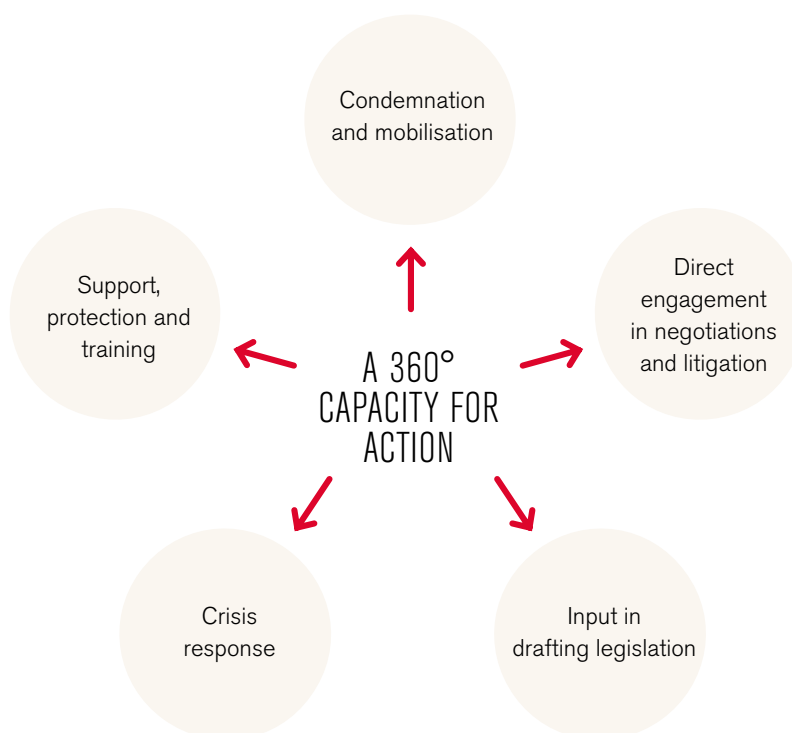 Condemnation
and mobilisation
Support,
protection and
training
Direct
engagement
in negotiations
and litigation
A 360°
CAPACITY FOR
ACTION
Crisis
response
Input in
drafting legislation